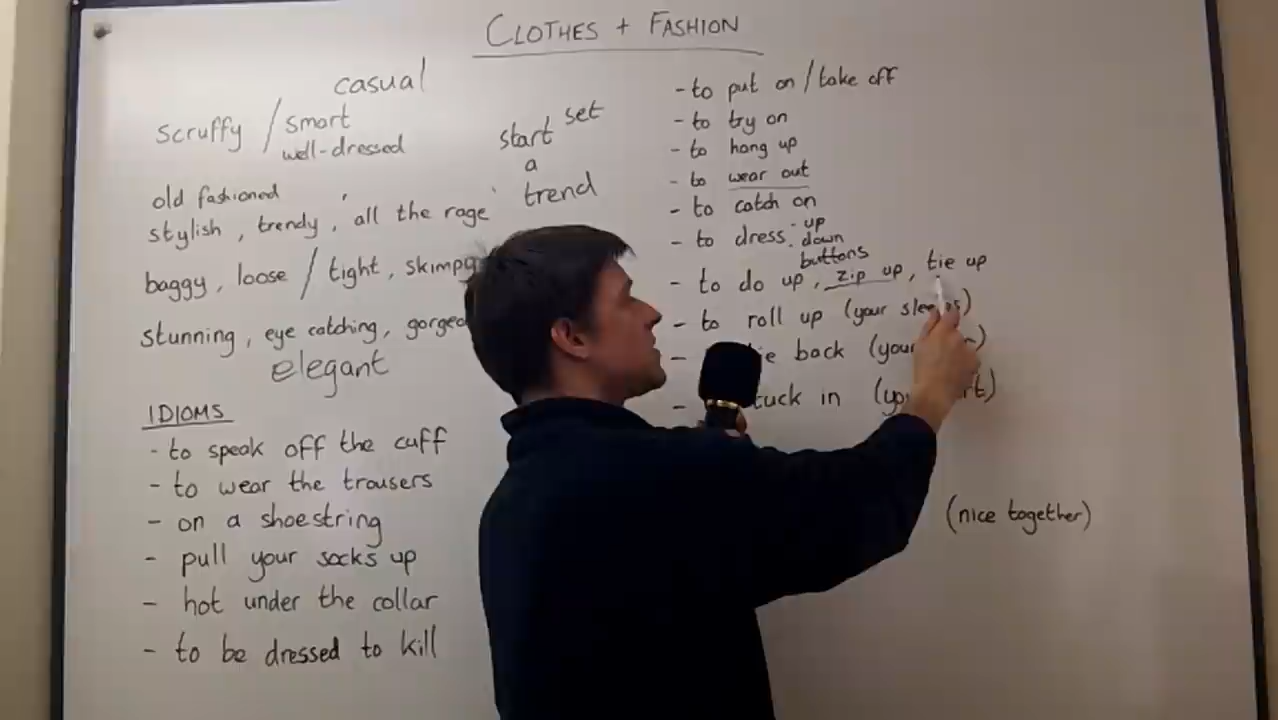 CLOTHES + FASHION
casual
scruffy / smart
well-dressed
start set
a
trend
old fashioned
stylish, trendy, 'all the rage'
baggy, loose / tight, skimpy
stunning, eye catching,
elegant
IDIOMS
- to speak off the cuff
- to wear the trousers
- on a shoestring
- pull your socks up
- hot under the collar
- to be dressed to kill
- to put on / take off
- to try on
- to hang up
- to wear out
- to catch on
- to dress up
down
buttons
- to do up, zip up, tie up
- to roll up (your
- back (your
- tuck in
(nice together)